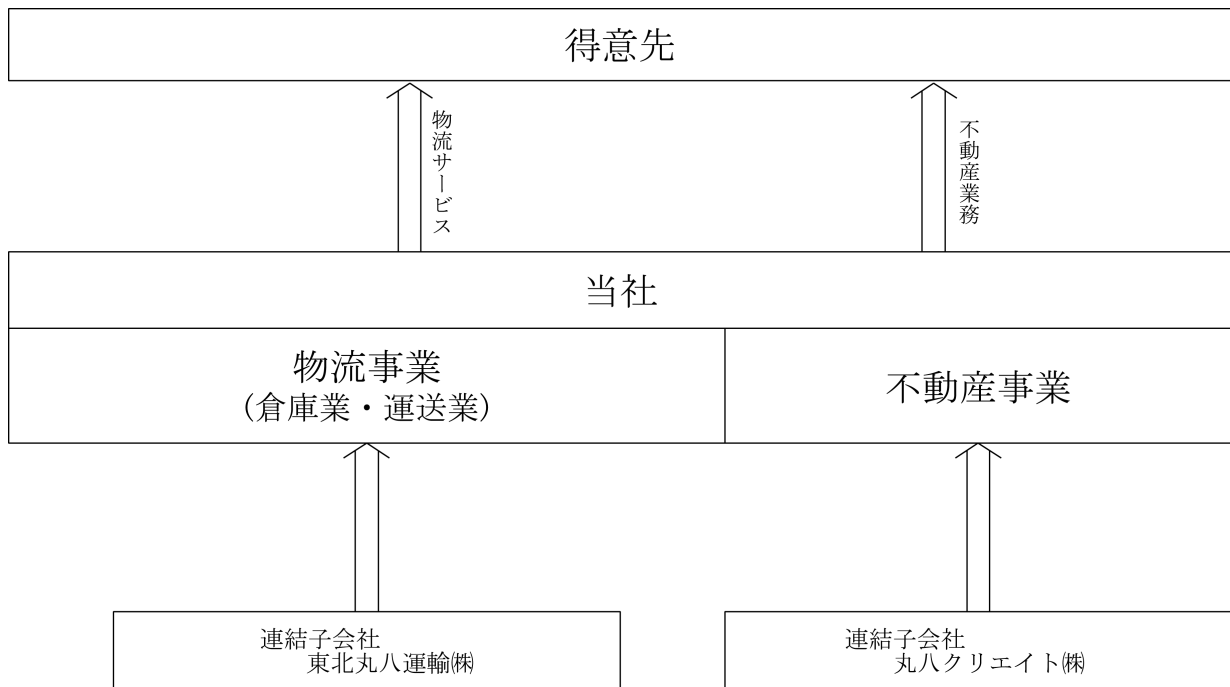 得意先
物流サービス
不動産業務
当社
物流事業
(倉庫業・運送業)
不動産事業
連結子会社
東北丸八運輸㈱
連結子会社
丸八クリエイト㈱